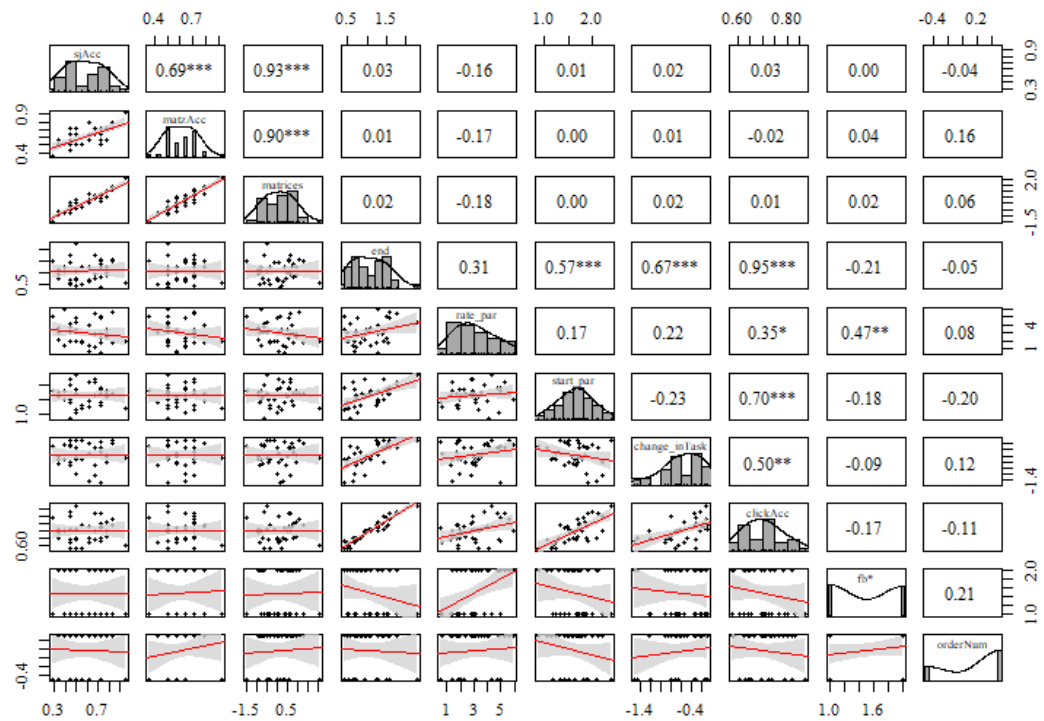 0.4 0.7 0.5 1.5 1.0 2.0 0.60 0.80 -0.4 0.2
sjAcc 0.69*** 0.93*** 0.03 -0.16 0.01 0.02 0.03 0.00 -0.04 0.3 0.9
0.4 0.9 matzAcc 0.90*** 0.01 -0.17 0.00 0.01 -0.02 0.04 0.16
matrices 0.02 -0.18 0.00 0.02 0.01 0.02 0.06 -1.5 2.0
0.5 end 0.31 0.57*** 0.67*** 0.95*** -0.21 -0.05
rate_par 0.17 0.22 0.35* 0.47** 0.08 1 4
1.0 start_par -0.23 0.70*** -0.18 -0.20
change_inTask 0.50** -0.09 0.12 -1.4
0.60 clickAcc -0.17 -0.11
fb* 0.21 1.0 2.0
-0.4 orderNum
0.3 0.7 -1.5 0.5 1 3 5 -1.4 -0.4 1.0 1.6